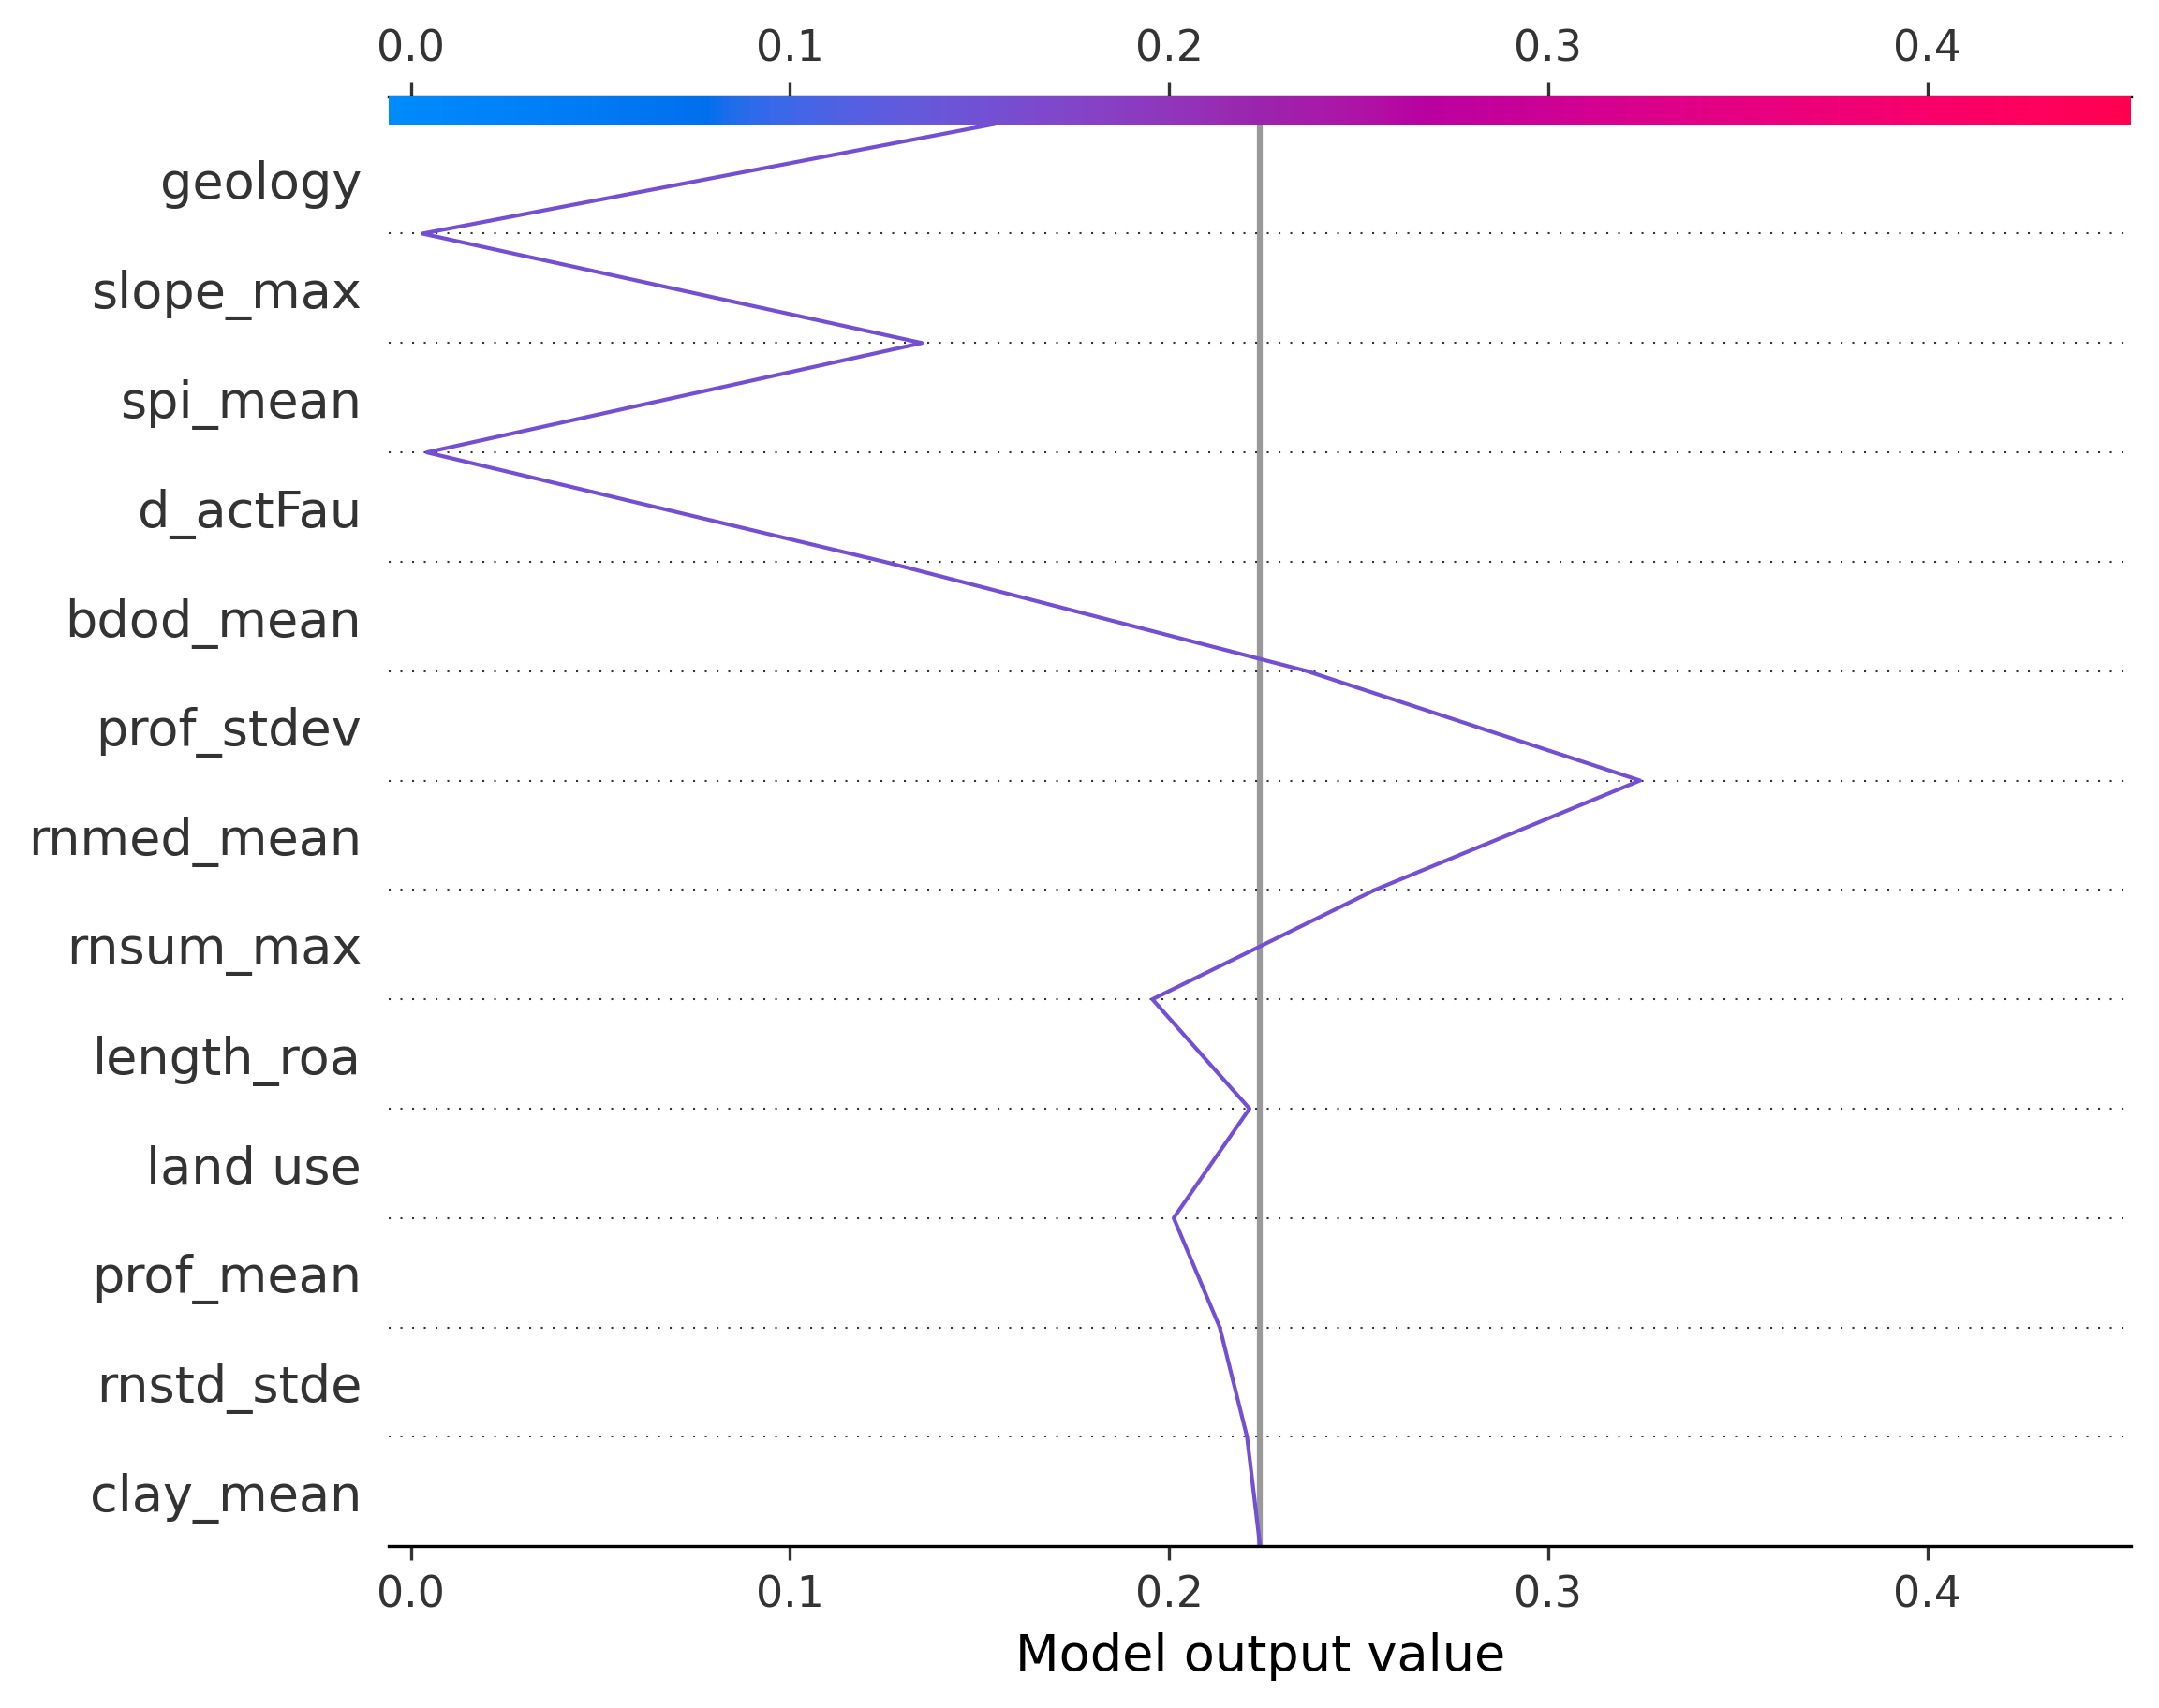 0.0 0.1 0.2 0.3 0.4
geology
slope_max
spi_mean
d_actFau
bdod_mean
prof_stdev
rnmed_mean
rnsum_max
length_roa
land use
prof_mean
rnstd_stde
clay_mean
0.0 0.1 0.2 0.3 0.4
Model output value